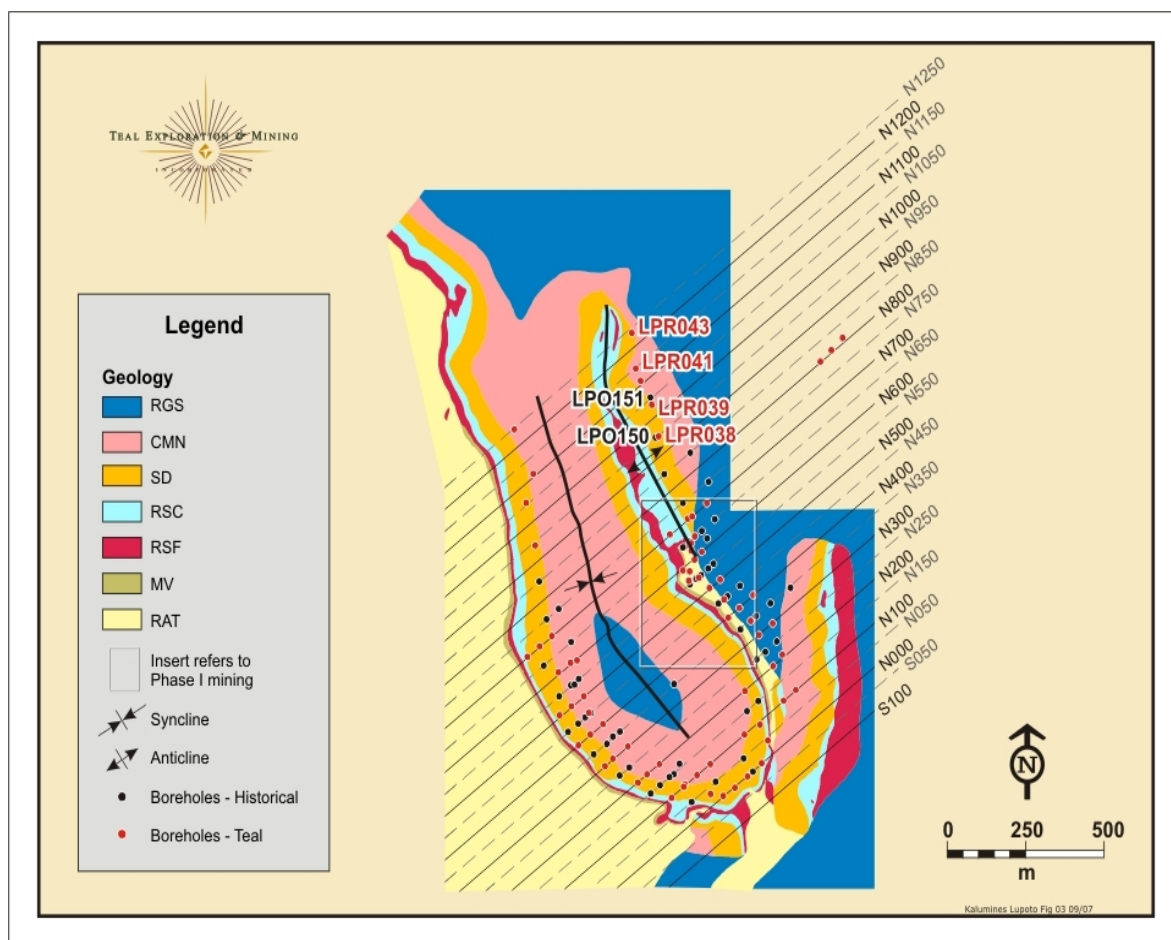 TEAL EXPLORATION & MINING
INCORPORATED
Legend
Geology
RGS
CMN
SD
RSC
RSF
MV
RAT
Insert refers to
Phase I mining
Syncline
Anticline
Boreholes - Historical
Boreholes - Teal
N1250
N1200
N1150
N1100
N1050
N1000
N950
N900
N850
N800
N750
N700
N650
N600
N550
N500
N450
N400
N350
N300
N250
N200
N150
N100
N050
N000
S050
S100
LPR043
LPR041
LPO151
LPR039
LPO150
LPR038
N
0 250 500
m
Kalumines Lupoto Fig 03 09/07